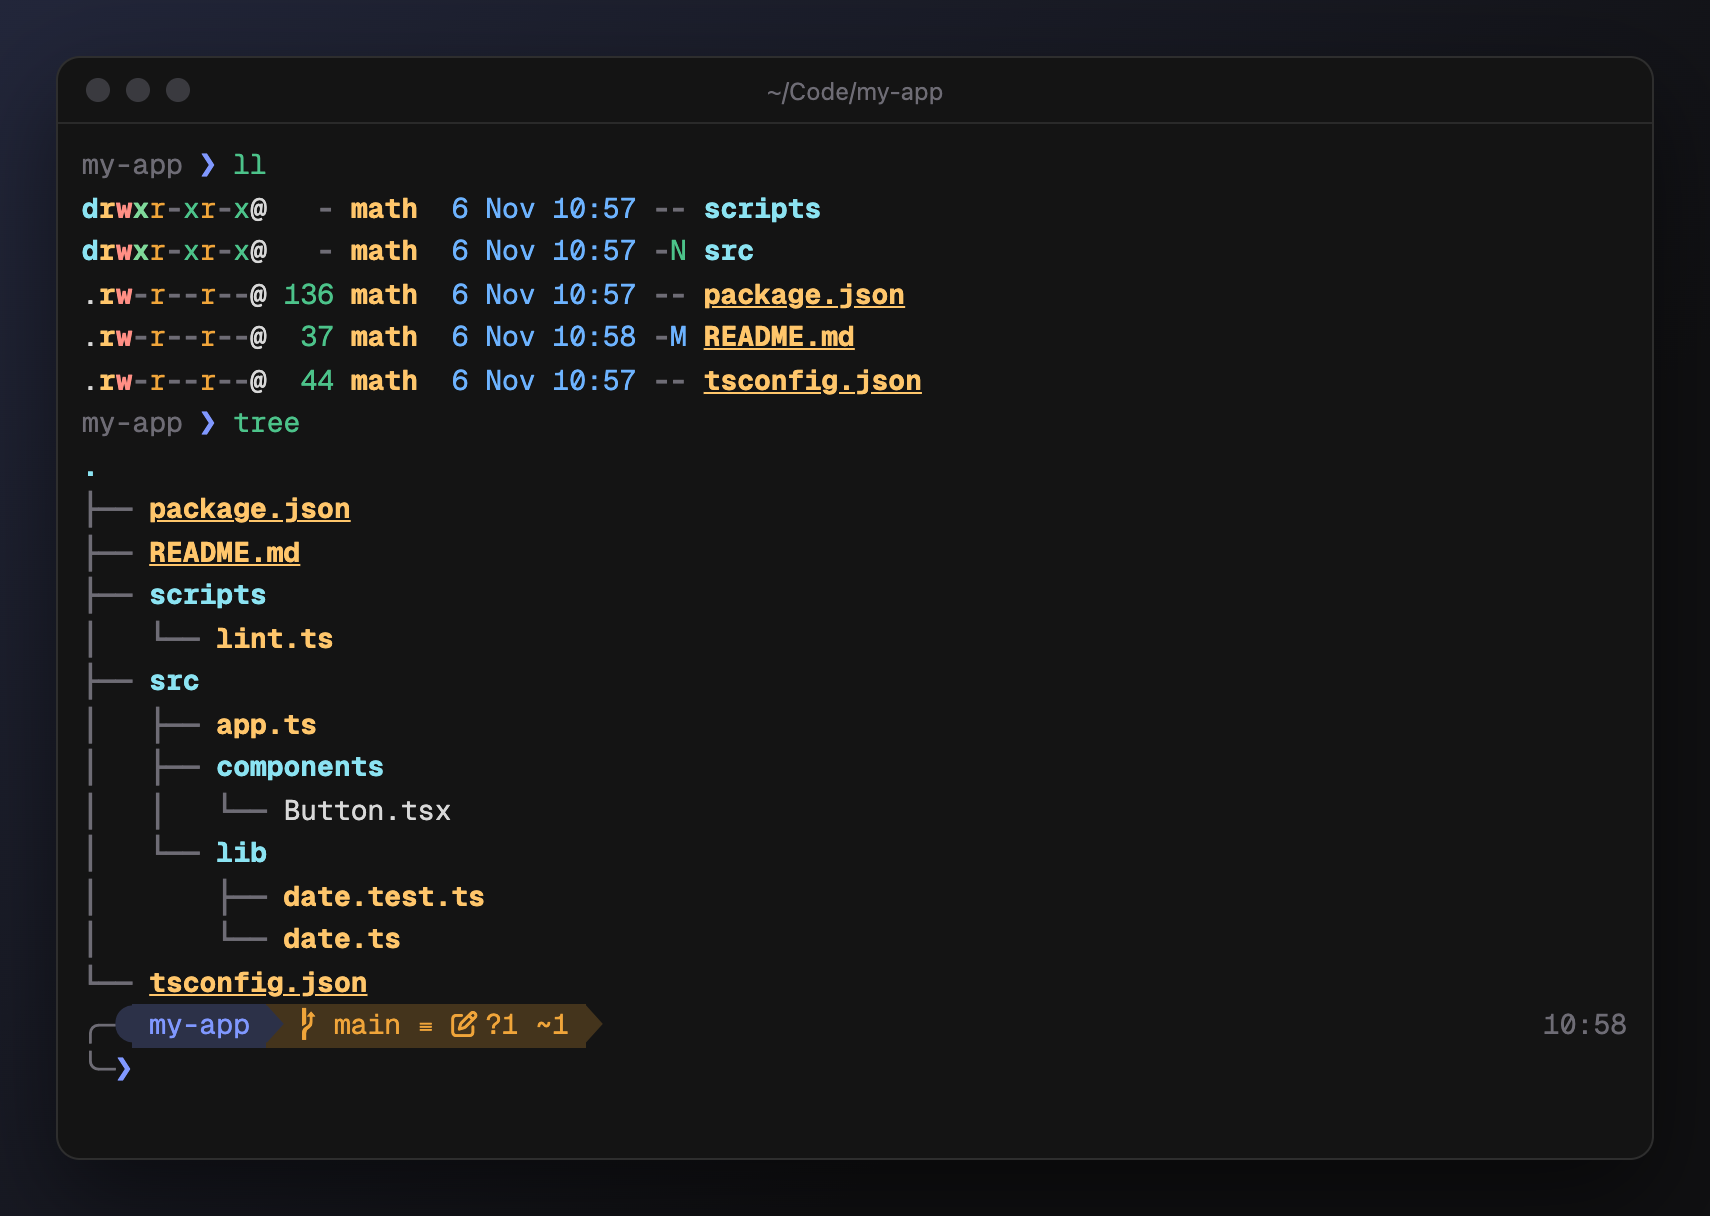 ~/Code/my-app
my-app ❯ ll
drwxr-xr-x@   - math  6 Nov 10:57 -- scripts
drwxr-xr-x@   - math  6 Nov 10:57 -N src
.rw-r--r--@ 136 math  6 Nov 10:57 -- package.json
.rw-r--r--@  37 math  6 Nov 10:58 -M README.md
.rw-r--r--@  44 math  6 Nov 10:57 -- tsconfig.json
my-app ❯ tree
.
├── package.json
├── README.md
├── scripts
│   └── lint.ts
├── src
│   ├── app.ts
│   ├── components
│   │   └── Button.tsx
│   └── lib
│       ├── date.test.ts
│       └── date.ts
└── tsconfig.json
╭─ my-app  main ≡ ?1 ~1 10:58
╰─❯